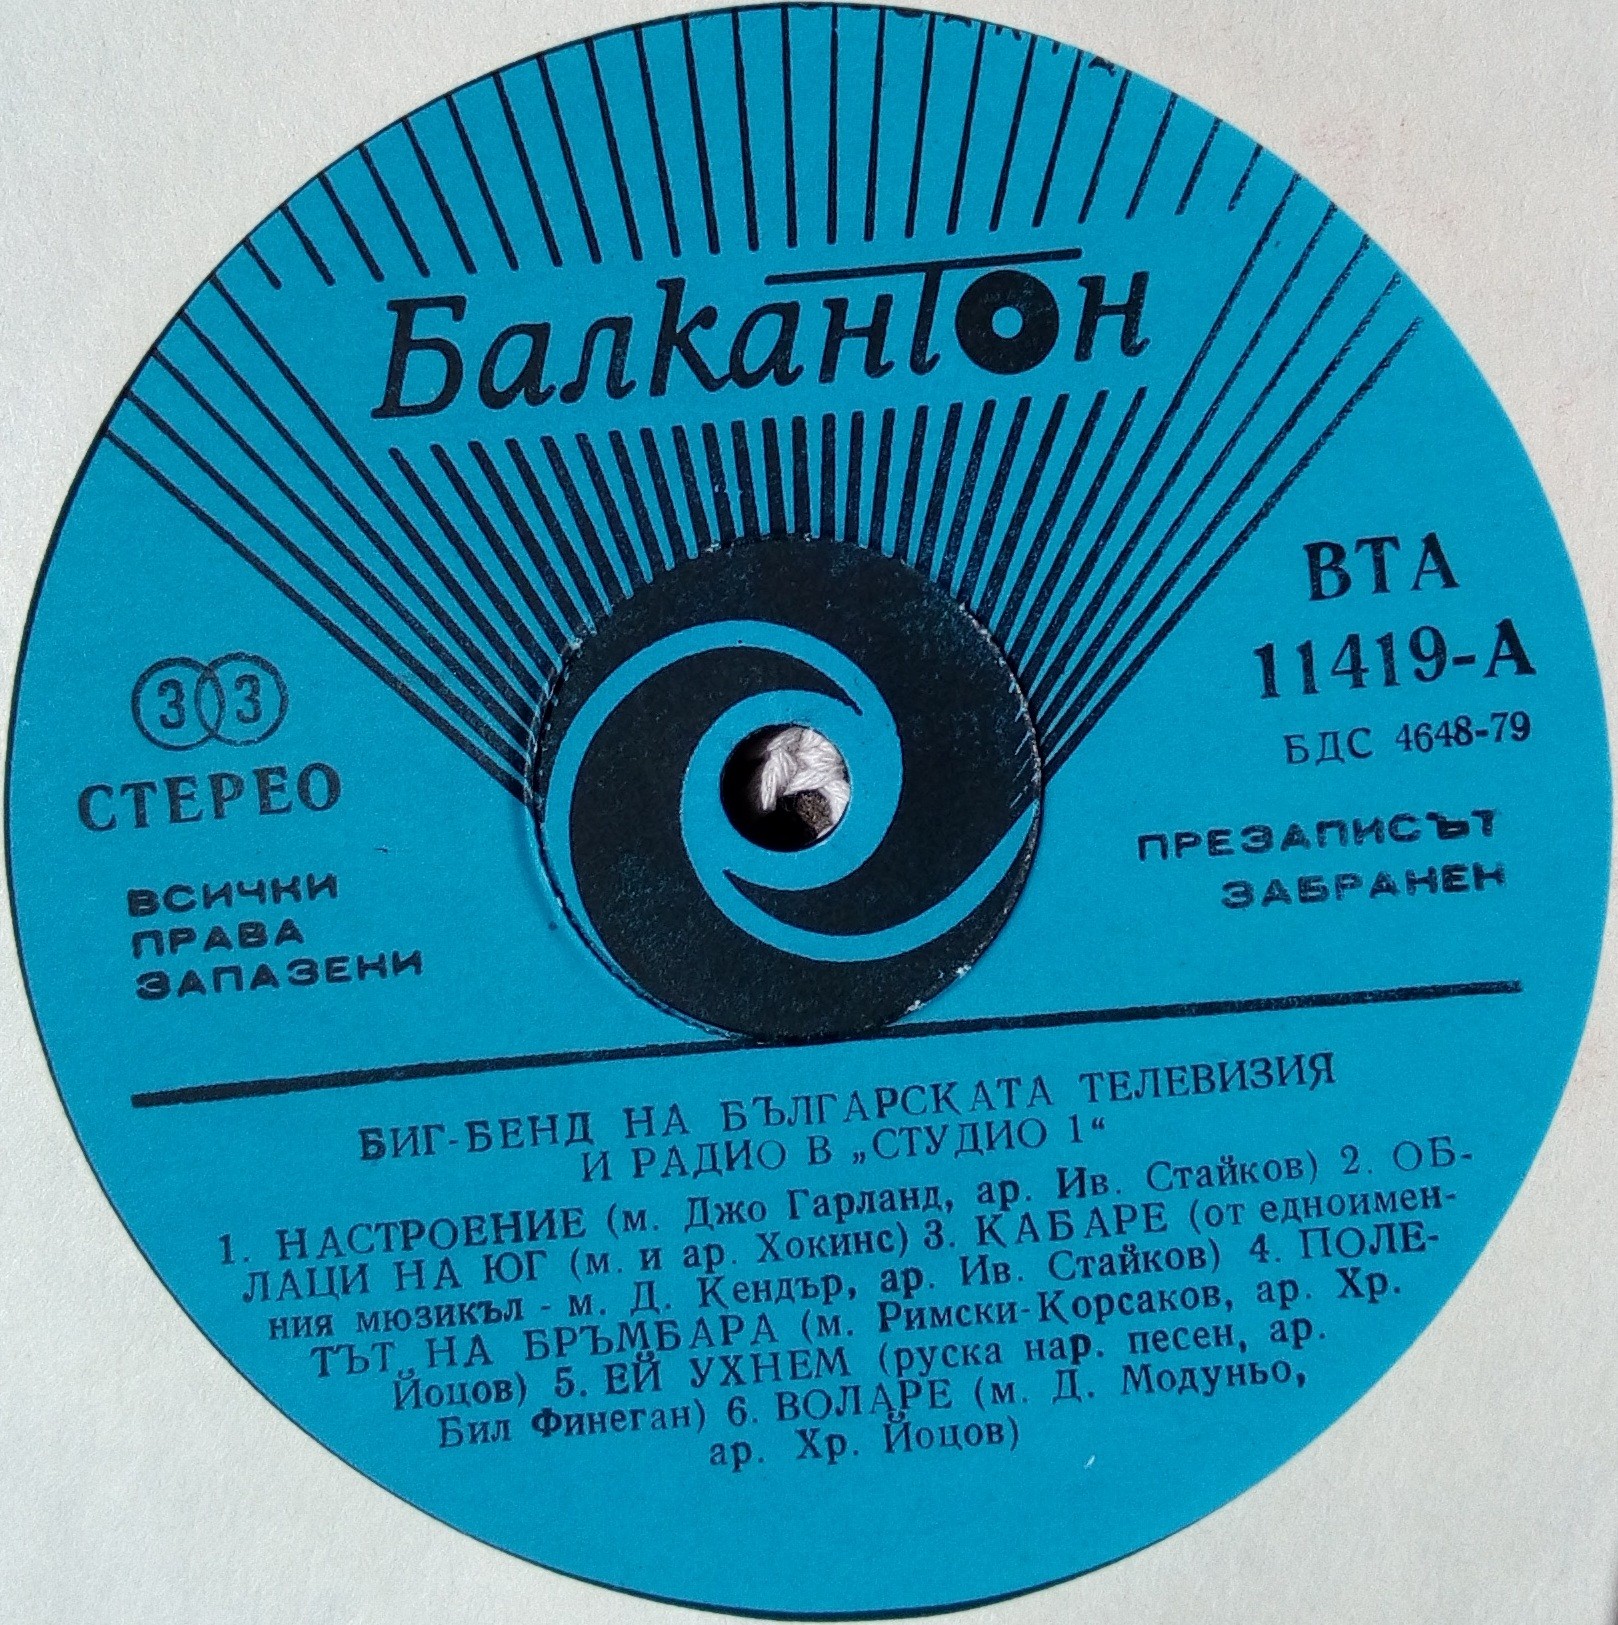 Балкантон
ВТА
11419-А
БДС 4648-79
33
СТЕРЕО
ПРЕЗАПИСЪТ
ЗАБРАНЕН
ВСИЧКИ
ПРАВА
ЗАПАЗЕНИ
БИГ-БЕНД НА БЪЛГАРСКАТА ТЕЛЕВИЗИЯ
И РАДИО В „СТУДИО 1“
1. НАСТРОЕНИЕ (м. Джо Гарланд, ар. Ив. Стайков) 2. ОБ-
ЛАЦИ НА ЮГ (м. и ар. Хокинс) 3. КАБАРЕ (от едноимен-
ния мюзикъл - м. Д. Кендър, ар. Ив. Стайков) 4. ПОЛЕ-
ТЪТ НА БРЪМБАРА (м. Римски-Корсаков, ар. Хр.
Йоцов) 5. ЕЙ УХНЕМ (руска нар. песен, ар.
Бил Финеган) 6. ВОЛАРЕ (м. Д. Модуньо,
ар. Хр. Йоцов)